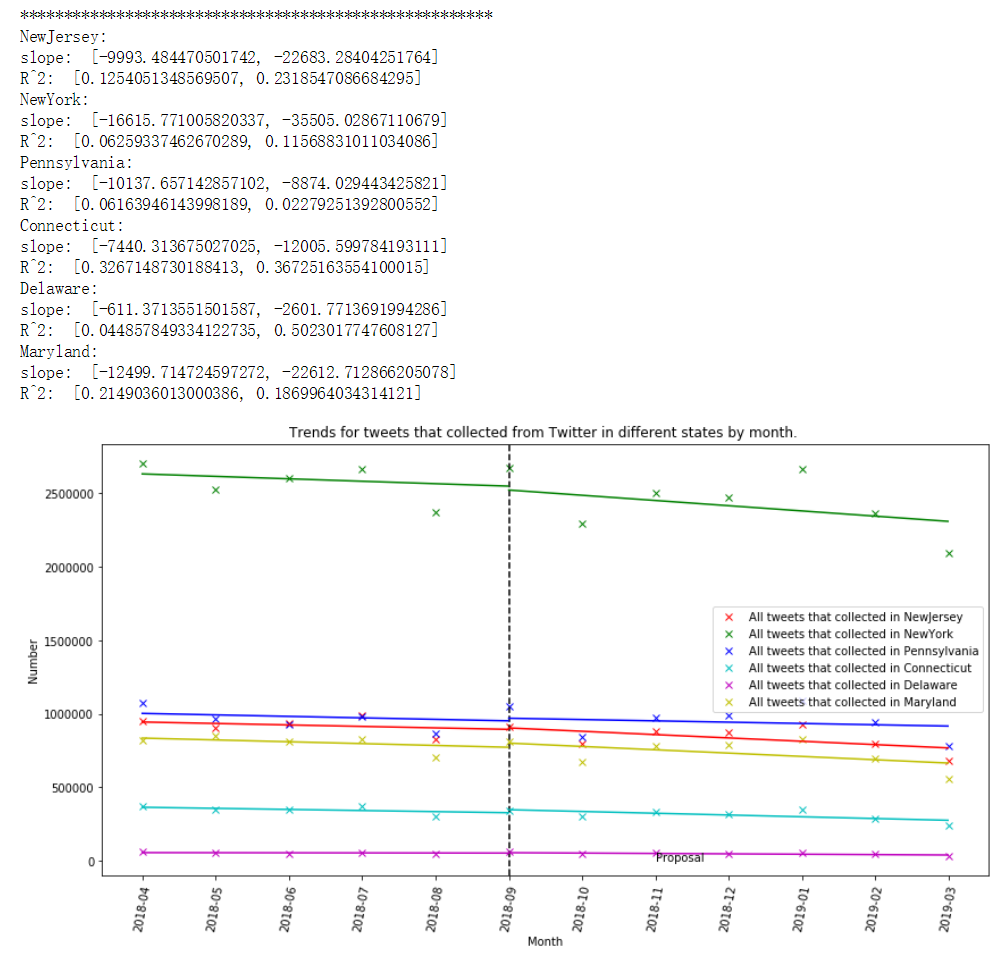 ******************************************************
NewJersey:
slope:  [-9993.484470501742, -22683.28404251764]
R^2:  [0.1254051348569507, 0.2318547086684295]
NewYork:
slope:  [-16615.771005820337, -35505.02867110679]
R^2:  [0.06259337462670289, 0.11568831011034086]
Pennsylvania:
slope:  [-10137.657142857102, -8874.029443425821]
R^2:  [0.06163946143998189, 0.02279251392800552]
Connecticut:
slope:  [-7440.313675027025, -12005.599784193111]
R^2:  [0.3267148730188413, 0.36725163554100015]
Delaware:
slope:  [-611.3713551501587, -2601.7713691994286]
R^2:  [0.044857849334122735, 0.5023017747608127]
Maryland:
slope:  [-12499.714724597272, -22612.712866205078]
R^2:  [0.2149036013000386, 0.1869964034314121]
Trends for tweets that collected from Twitter in different states by month.
Number
2500000
2000000
1500000
1000000
500000
0
All tweets that collected in NewJersey
All tweets that collected in NewYork
All tweets that collected in Pennsylvania
All tweets that collected in Connecticut
All tweets that collected in Delaware
All tweets that collected in Maryland
Proposal
2018-04
2018-05
2018-06
2018-07
2018-08
2018-09
2018-10
2018-11
2018-12
2019-01
2019-02
2019-03
Month